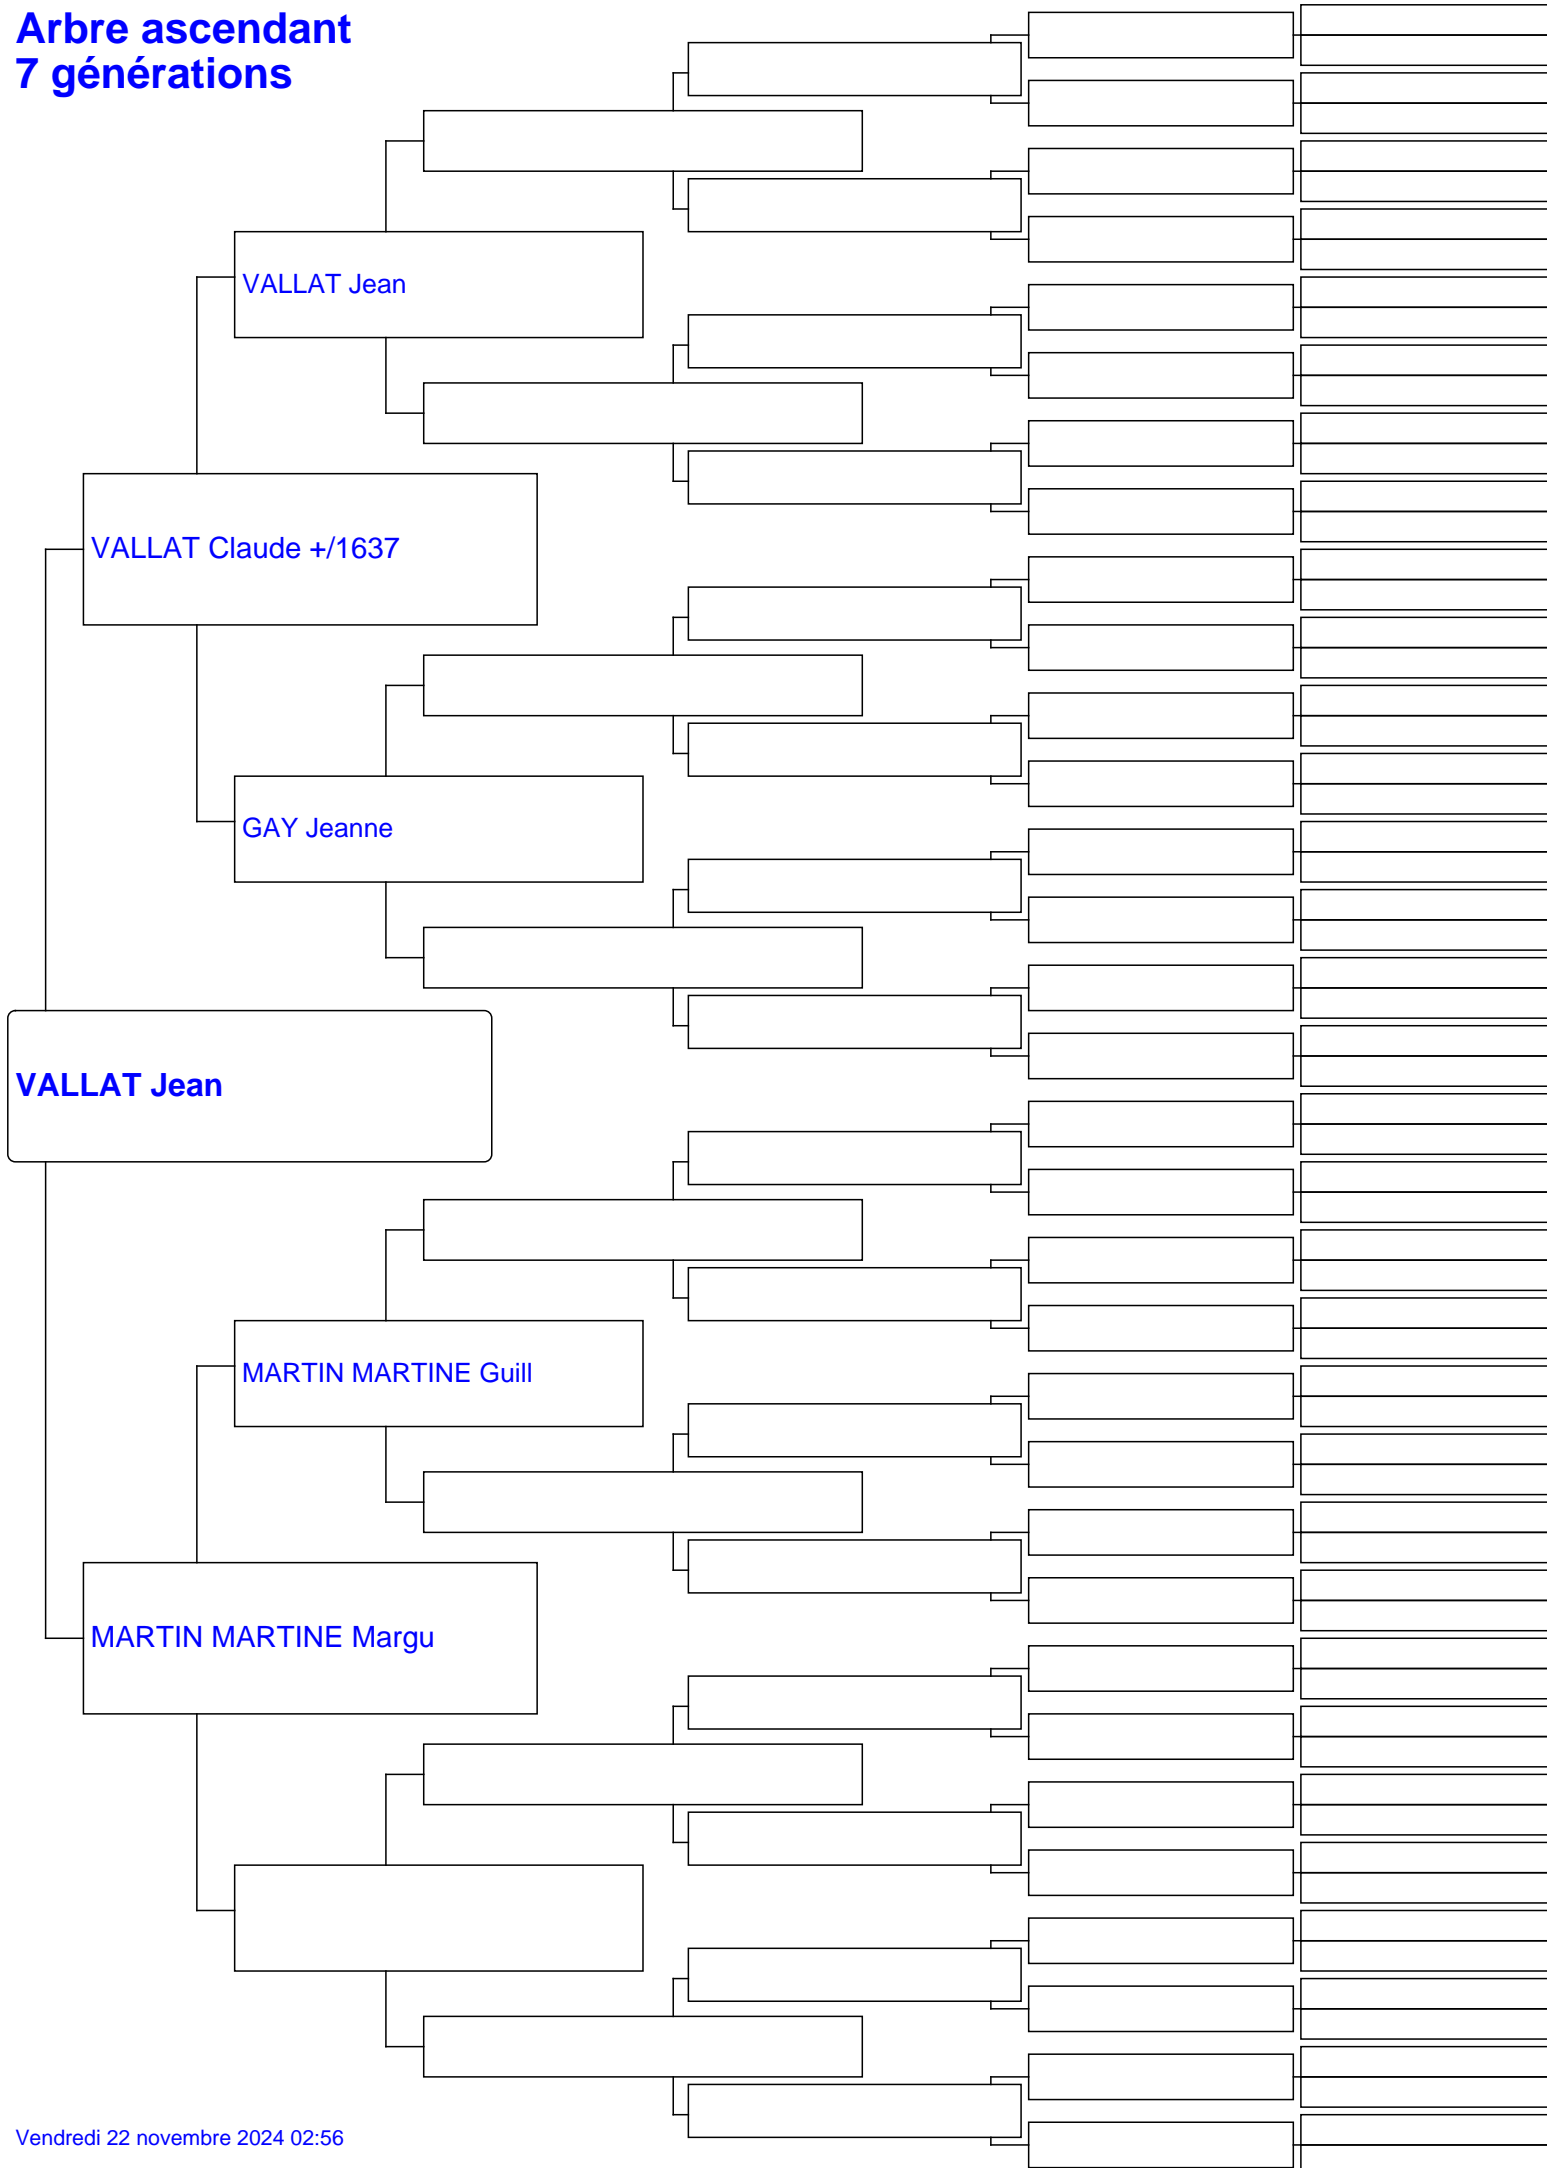 Arbre ascendant
7 générations
VALLAT Jean
VALLAT Claude +/1637
GAY Jeanne
VALLAT Jean
MARTIN MARTINE Guill
MARTIN MARTINE Margu
Vendredi 22 novembre 2024 02:56